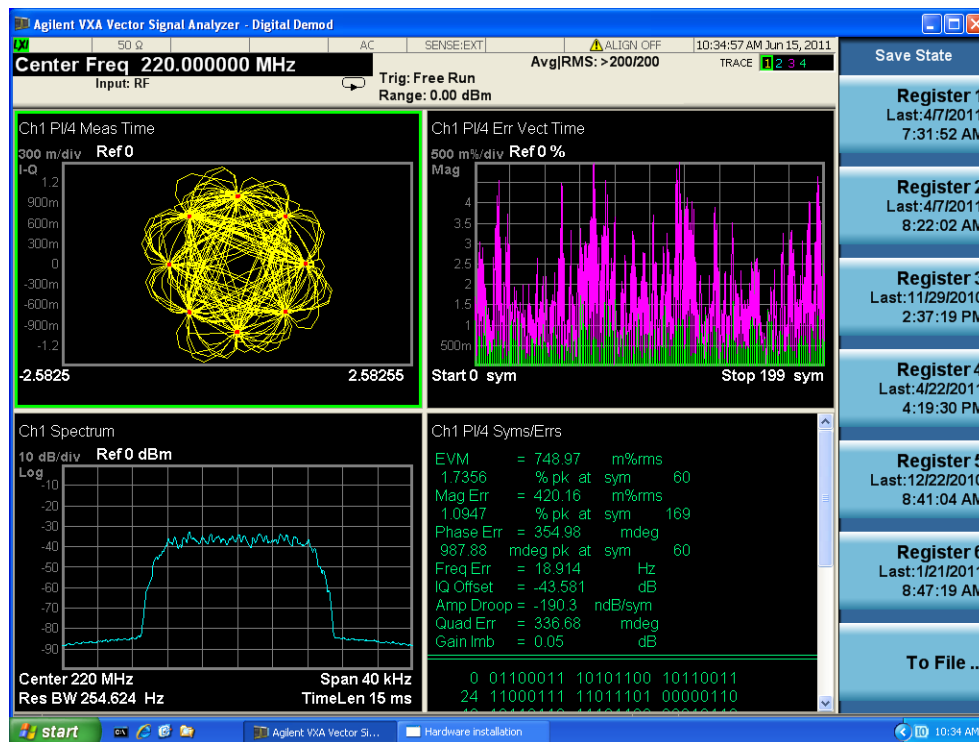 Agilent VXA Vector Signal Analyzer - Digital Demod
LXI 50 Ω AC SENSE:EXT ALIGN OFF 10:34:57 AM Jun 15, 2011
Center Freq 220.000000 MHz
Input: RF
Trig: Free Run
Range: 0.00 dBm
Avg|RMS: >200/200
TRACE 1 2 3 4
Ch1 PI/4 Meas Time
300 m/div Ref 0
I-Q
1.2
900m
600m
300m
0
-300m
-600m
-900m
-1.2
-2.5825 2.58255
Ch1 PI/4 Err Vect Time
500 m%/div Ref 0 %
Mag
4
3.5
3
2.5
2
1.5
1
500m
Start 0 sym Stop 199 sym
Ch1 Spectrum
10 dB/div Ref 0 dBm
Log
-10
-20
-30
-40
-50
-60
-70
-80
-90
Center 220 MHz Span 40 kHz
Res BW 254.624 Hz TimeLen 15 ms
Ch1 PI/4 Syms/Errs
EVM = 748.97 m%rms
1.7356 % pk at sym 60
Mag Err = 420.16 m%rms
1.0947 % pk at sym 169
Phase Err = 354.98 mdeg
987.88 mdeg pk at sym 60
Freq Err = 18.914 Hz
IQ Offset = -43.581 dB
Amp Droop = -190.3 ndB/sym
Quad Err = 336.68 mdeg
Gain Imb = 0.05 dB
0 01100011 10101100 10110011
24 11000111 11011101 00000110
Save State
Register 1
Last:4/7/2011
7:31:52 AM
Register 2
Last:4/7/2011
8:22:02 AM
Register 3
Last:11/29/2010
2:37:19 PM
Register 4
Last:4/22/2011
4:19:30 PM
Register 5
Last:12/22/2010
8:41:04 AM
Register 6
Last:1/21/2011
8:47:19 AM
To File ..
start Agilent VXA Vector Si... Hardware installation 10:34 AM